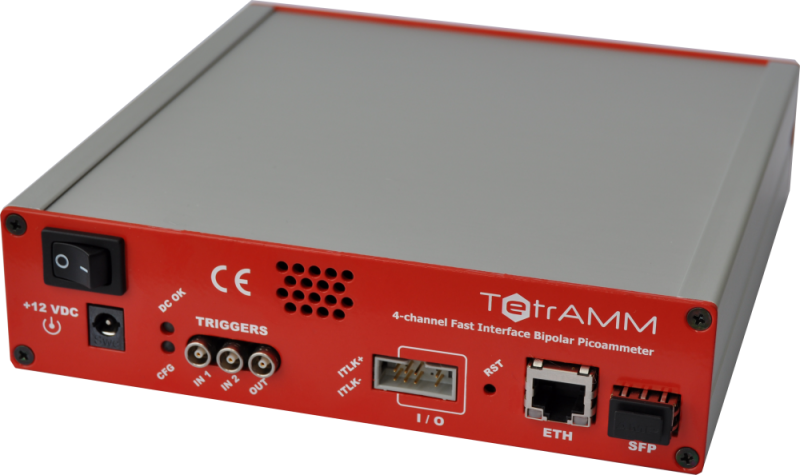 TetrAMM
4-channel Fast Interface Bipolar Picoammeter
CE
+12 VDC
DC OK
CFG
TRIGGERS
IN 1
IN 2
OUT
ITLK+
ITLK-
I / O
RST
ETH
SFP